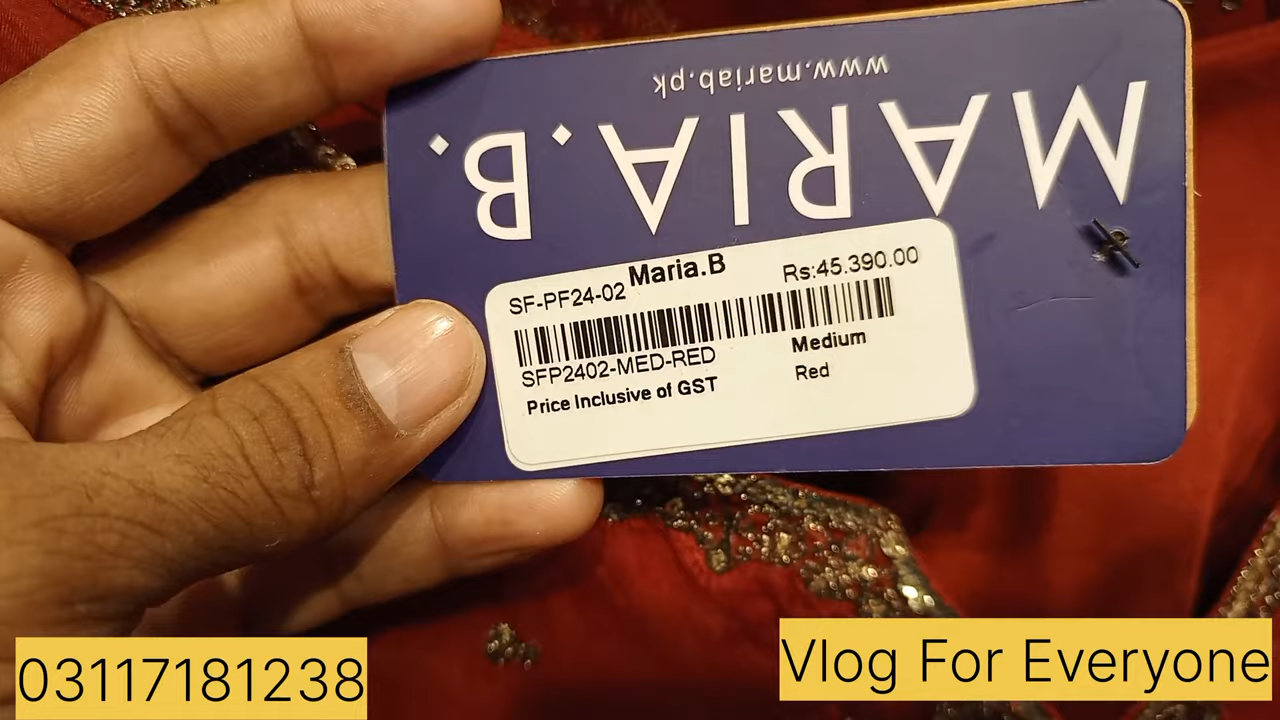 www.mariab.pk
MARIA.B.
Maria.B
SF-PF24-02
Rs:45.390.00
SFP2402-MED-RED
Medium
Price Inclusive of GST
Red
03117181238
Vlog For Everyone